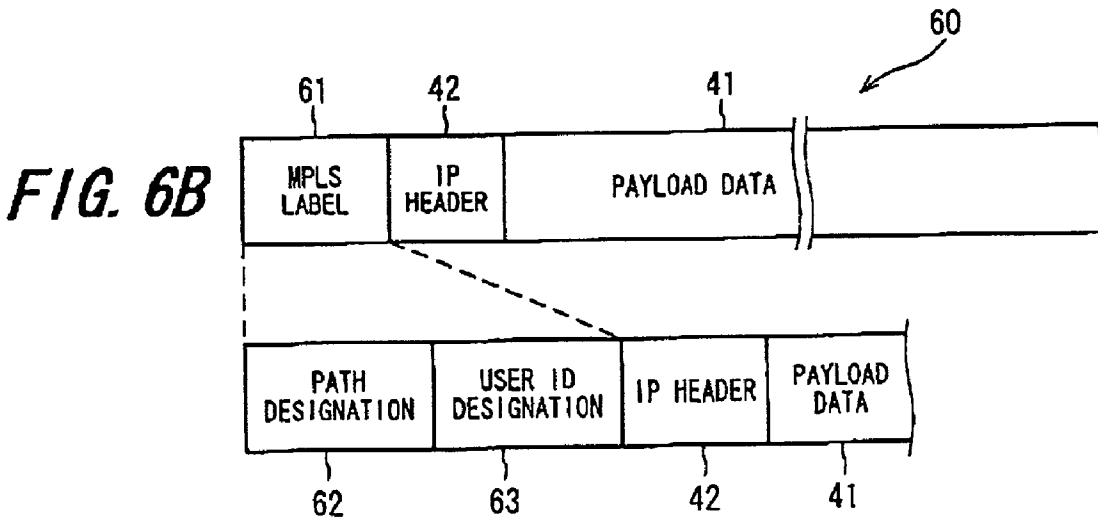 60
61 42 41
FIG. 6B
MPLS LABEL
IP HEADER
PAYLOAD DATA
PATH DESIGNATION
USER ID DESIGNATION
IP HEADER
PAYLOAD DATA
62 63 42 41